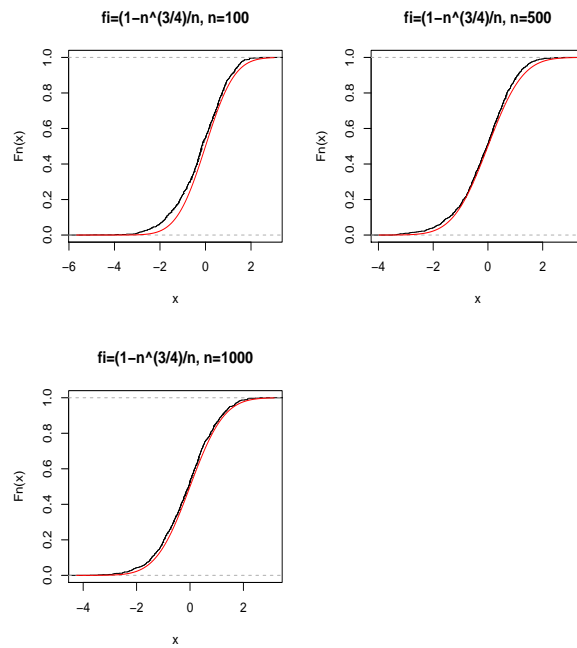 fi=(1−n^(3/4)/n, n=100
Fn(x)
0.0 0.2 0.4 0.6 0.8 1.0
−6 −4 −2 0 2
x
fi=(1−n^(3/4)/n, n=500
Fn(x)
0.0 0.2 0.4 0.6 0.8 1.0
−4 −2 0 2
x
fi=(1−n^(3/4)/n, n=1000
Fn(x)
0.0 0.2 0.4 0.6 0.8 1.0
−4 −2 0 2
x